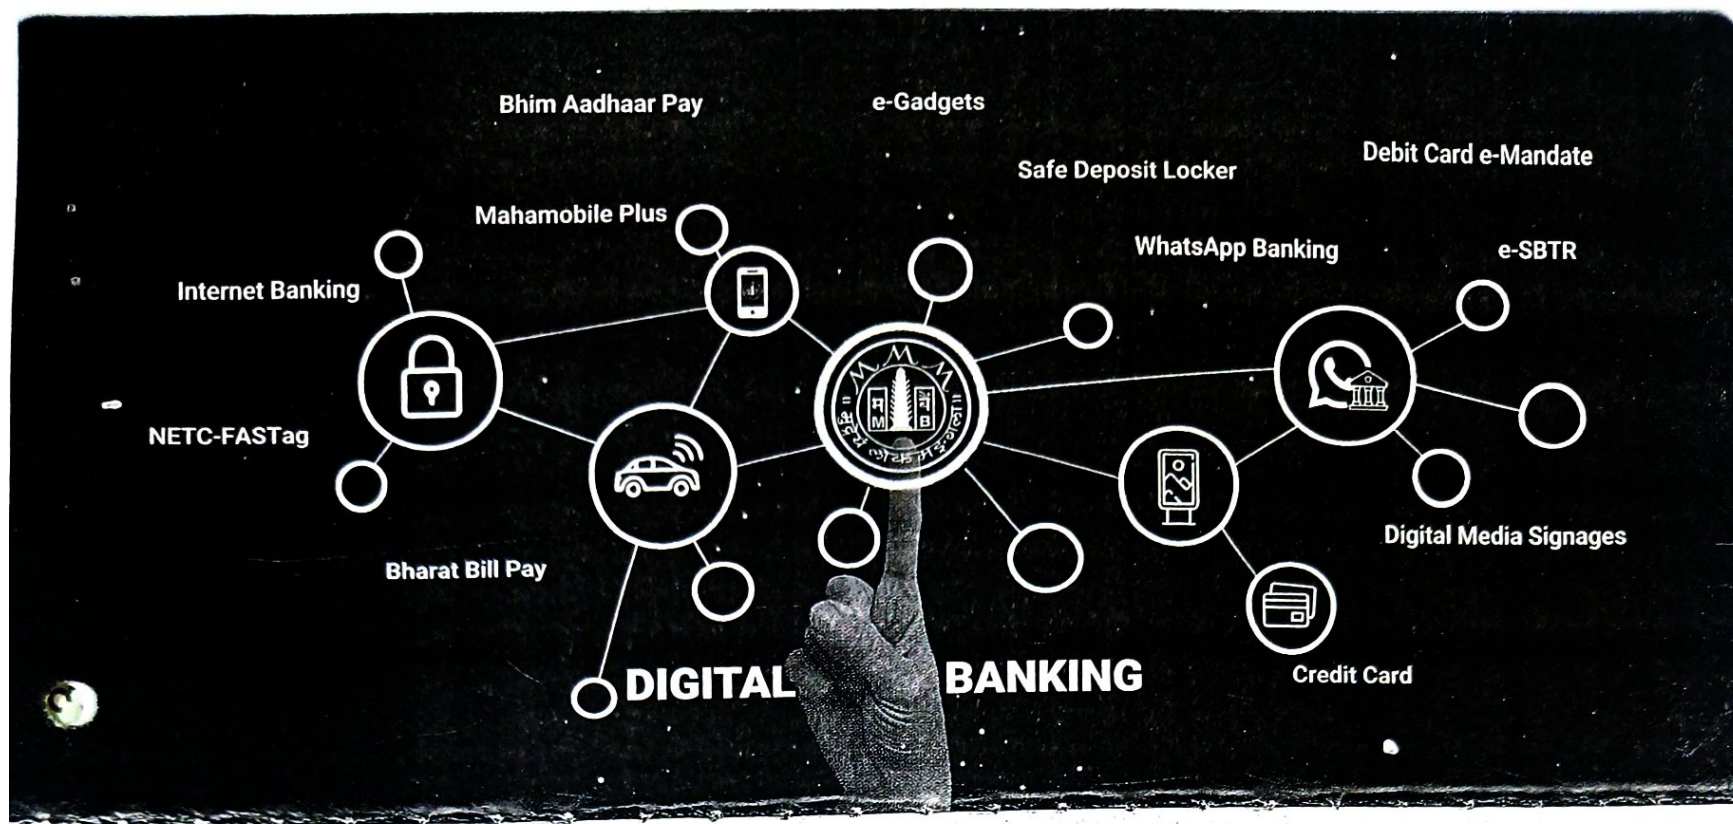 Bhim Aadhaar Pay
e-Gadgets
Debit Card e-Mandate
Safe Deposit Locker
Mahamobile Plus
WhatsApp Banking
e-SBTR
Internet Banking
म
M
B
NETC-FASTag
Digital Media Signages
Bharat Bill Pay
Credit Card
DIGITAL BANKING